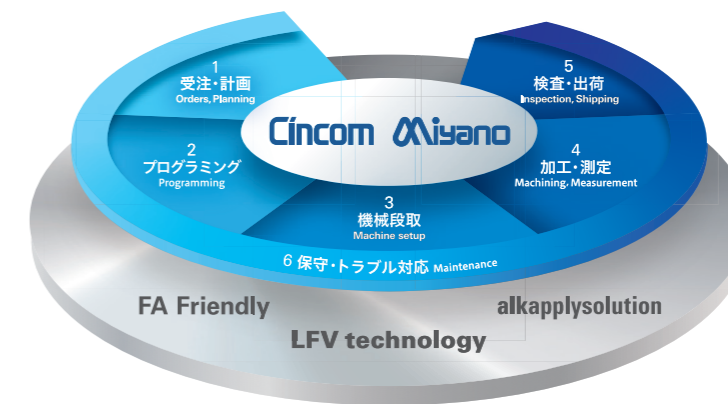 1
受注・計画
Orders, Planning
2
プログラミング
Programming
3
機械段取
Machine setup
4
加工・測定
Machining, Measurement
5
検査・出荷
Inspection, Shipping
Cincom Miyano
6 保守・トラブル対応 Maintenance
FA Friendly
LFV technology
alkapplysolution